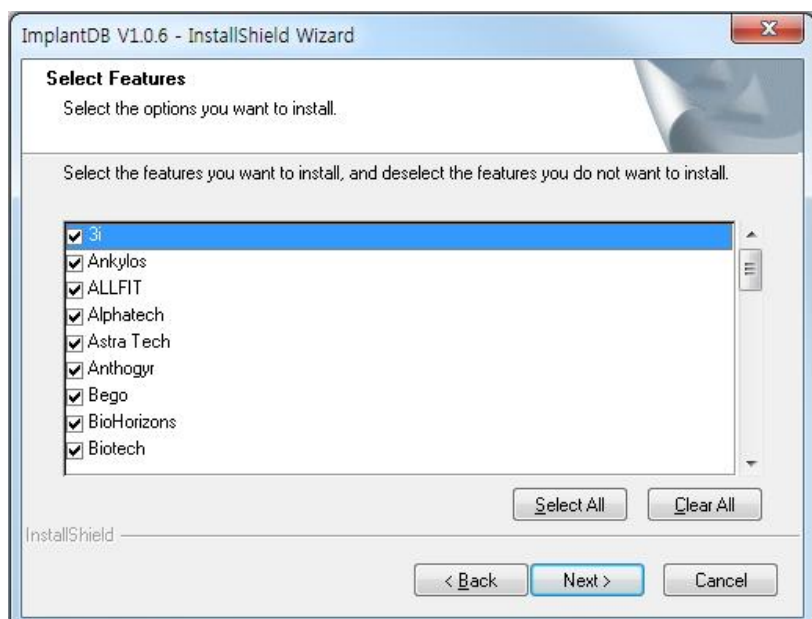 ImplantDB V1.0.6 - InstallShield Wizard
Select Features
Select the options you want to install.
Select the features you want to install, and deselect the features you do not want to install.
3i
Ankylos
ALLFIT
Alphatech
Astra Tech
Anthogyr
Bego
BioHorizons
Biotech
Select All
Clear All
InstallShield
< Back
Next >
Cancel